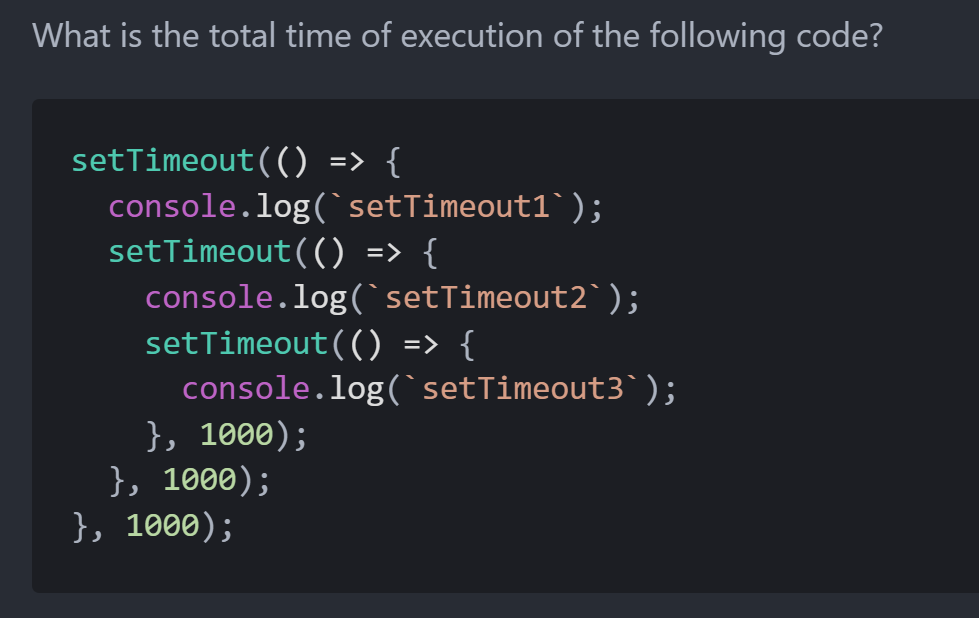 What is the total time of execution of the following code?
setTimeout(() => {
  console.log(`setTimeout1`);
  setTimeout(() => {
    console.log(`setTimeout2`);
    setTimeout(() => {
      console.log(`setTimeout3`);
    }, 1000);
  }, 1000);
}, 1000);